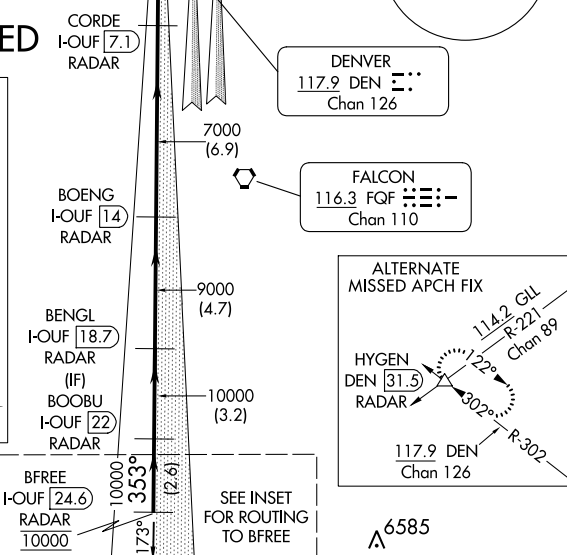 ED
CORDE
I-OUF 7.1
RADAR
DENVER
117.9 DEN
Chan 126
7000
(6.9)
FALCON
116.3 FQF
Chan 110
BOENG
I-OUF 14
RADAR
9000
(4.7)
BENGL
I-OUF 18.7
RADAR
(IF)
10000
(3.2)
BOOBU
I-OUF 22
RADAR
BFREE
I-OUF 24.6
RADAR
10000
10000
353°
(2.6)
173°
SEE INSET
FOR ROUTING
TO BFREE
ALTERNATE
MISSED APCH FIX
114.2 GLL
R-221
Chan 89
HYGEN
DEN 31.5
RADAR
122°
302°
R-302
117.9 DEN
Chan 126
6585